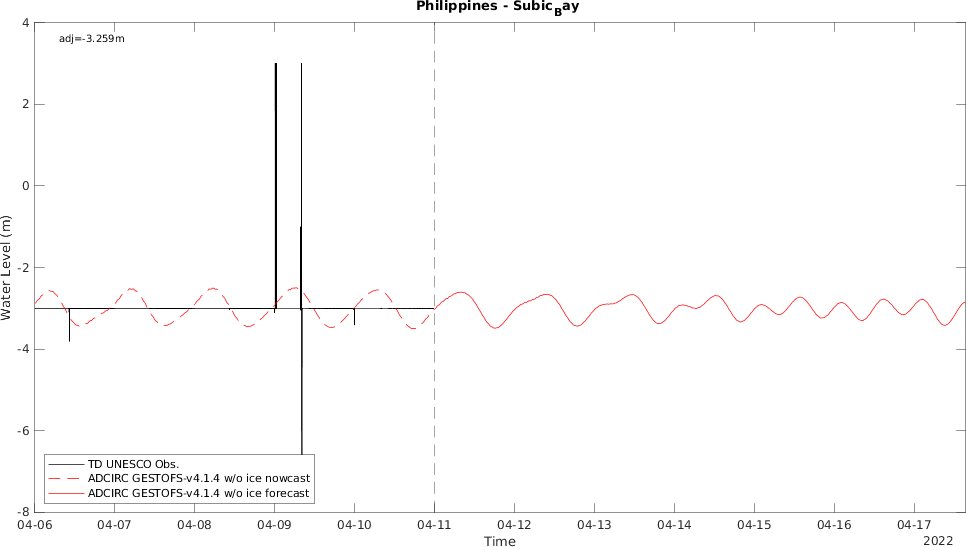 Philippines - Subic_Bay
adj=-3.259m
Water Level (m)
4
2
0
-2
-4
-6
-8
TD UNESCO Obs.
ADCIRC GESTOFS-v4.1.4 w/o ice nowcast
ADCIRC GESTOFS-v4.1.4 w/o ice forecast
04-06 04-07 04-08 04-09 04-10 04-11 04-12 04-13 04-14 04-15 04-16 04-17
Time
2022